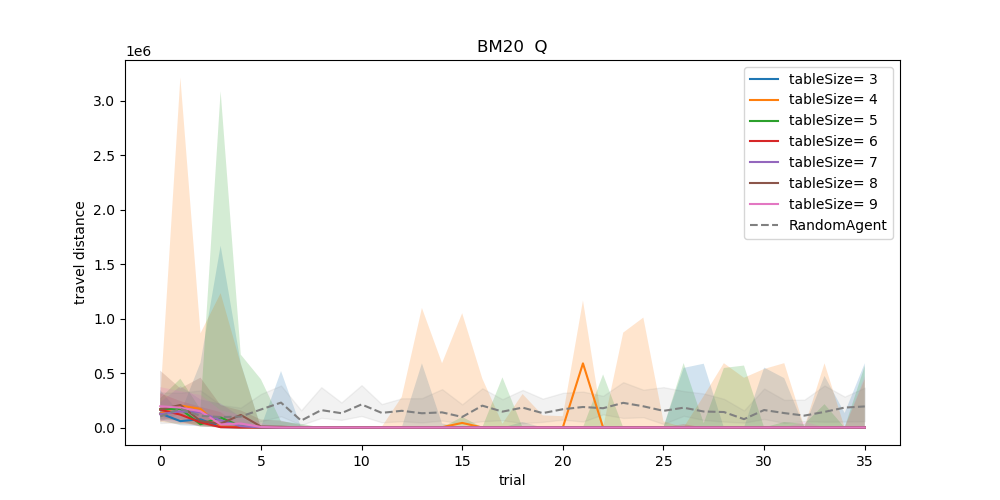 BM20 Q
1e6
travel distance
3.0
2.5
2.0
1.5
1.0
0.5
0.0
0 5 10 15 20 25 30 35
trial
tableSize= 3
tableSize= 4
tableSize= 5
tableSize= 6
tableSize= 7
tableSize= 8
tableSize= 9
RandomAgent